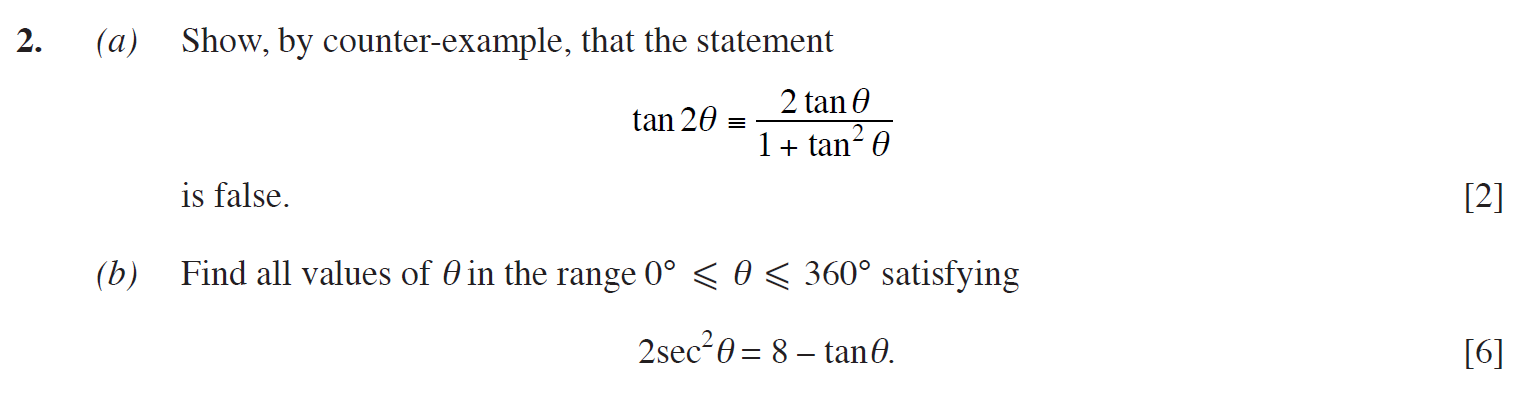 2. (a) Show, by counter-example, that the statement
tan 2θ ≡ 2 tan θ / 1 + tan² θ
is false. [2]
(b) Find all values of θ in the range 0° ⩽ θ ⩽ 360° satisfying
2sec²θ = 8 – tanθ. [6]